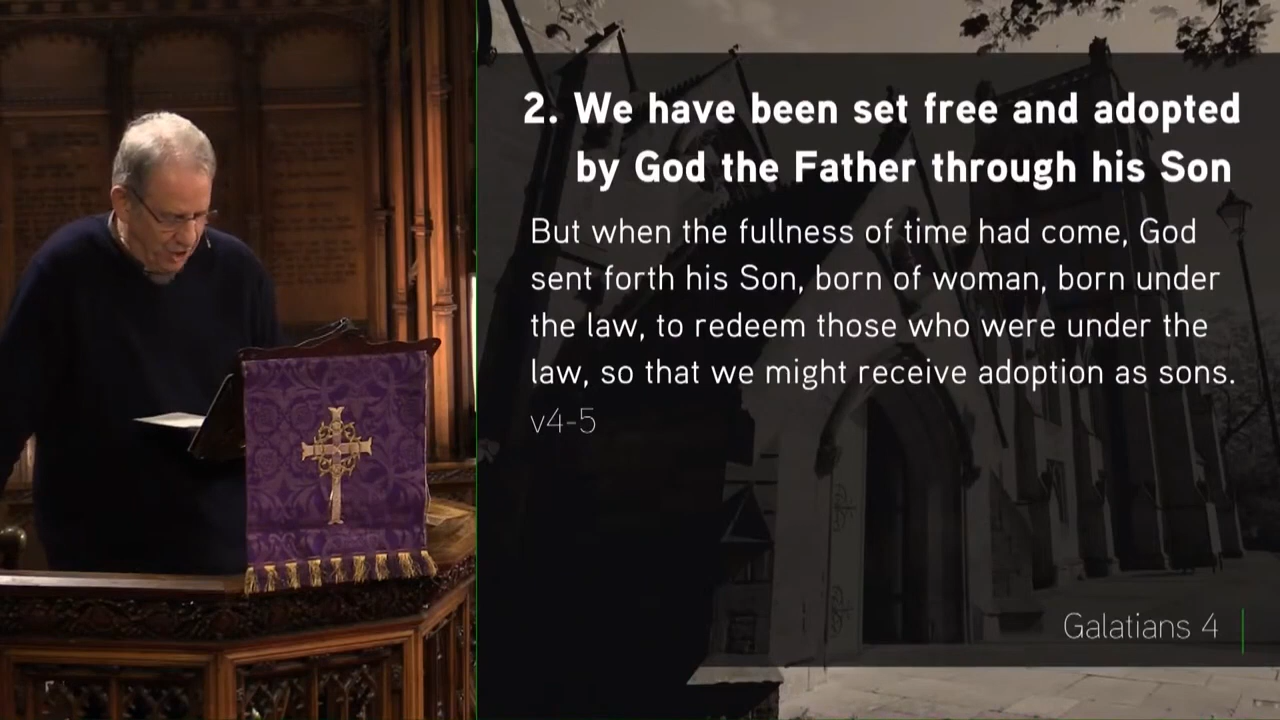 2. We have been set free and adopted
by God the Father through his Son
But when the fullness of time had come, God
sent forth his Son, born of woman, born under
the law, to redeem those who were under the
law, so that we might receive adoption as sons.
v4-5
Galatians 4